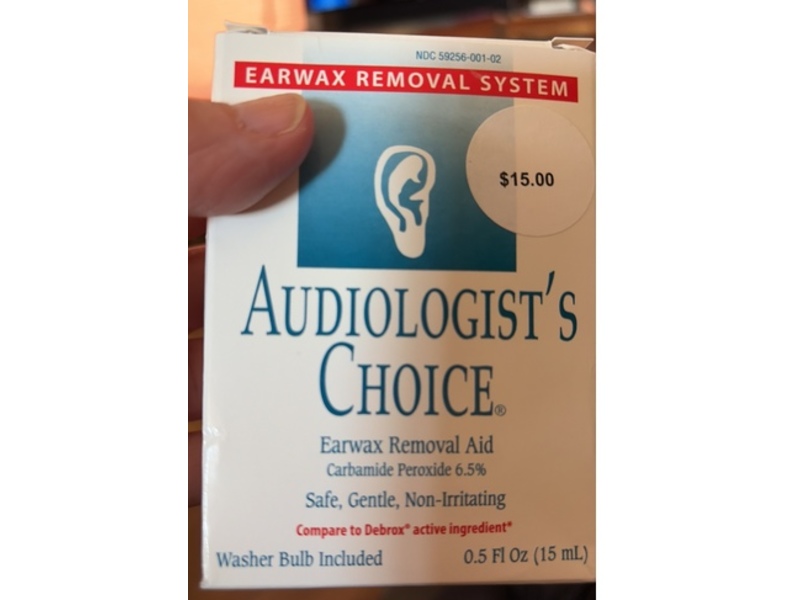 NDC 59256-001-02
EARWAX REMOVAL SYSTEM
$15.00
AUDIOLOGIST'S
CHOICE®
Earwax Removal Aid
Carbamide Peroxide 6.5%
Safe, Gentle, Non-Irritating
Compare to Debrox® active ingredient*
Washer Bulb Included 0.5 Fl Oz (15 mL)